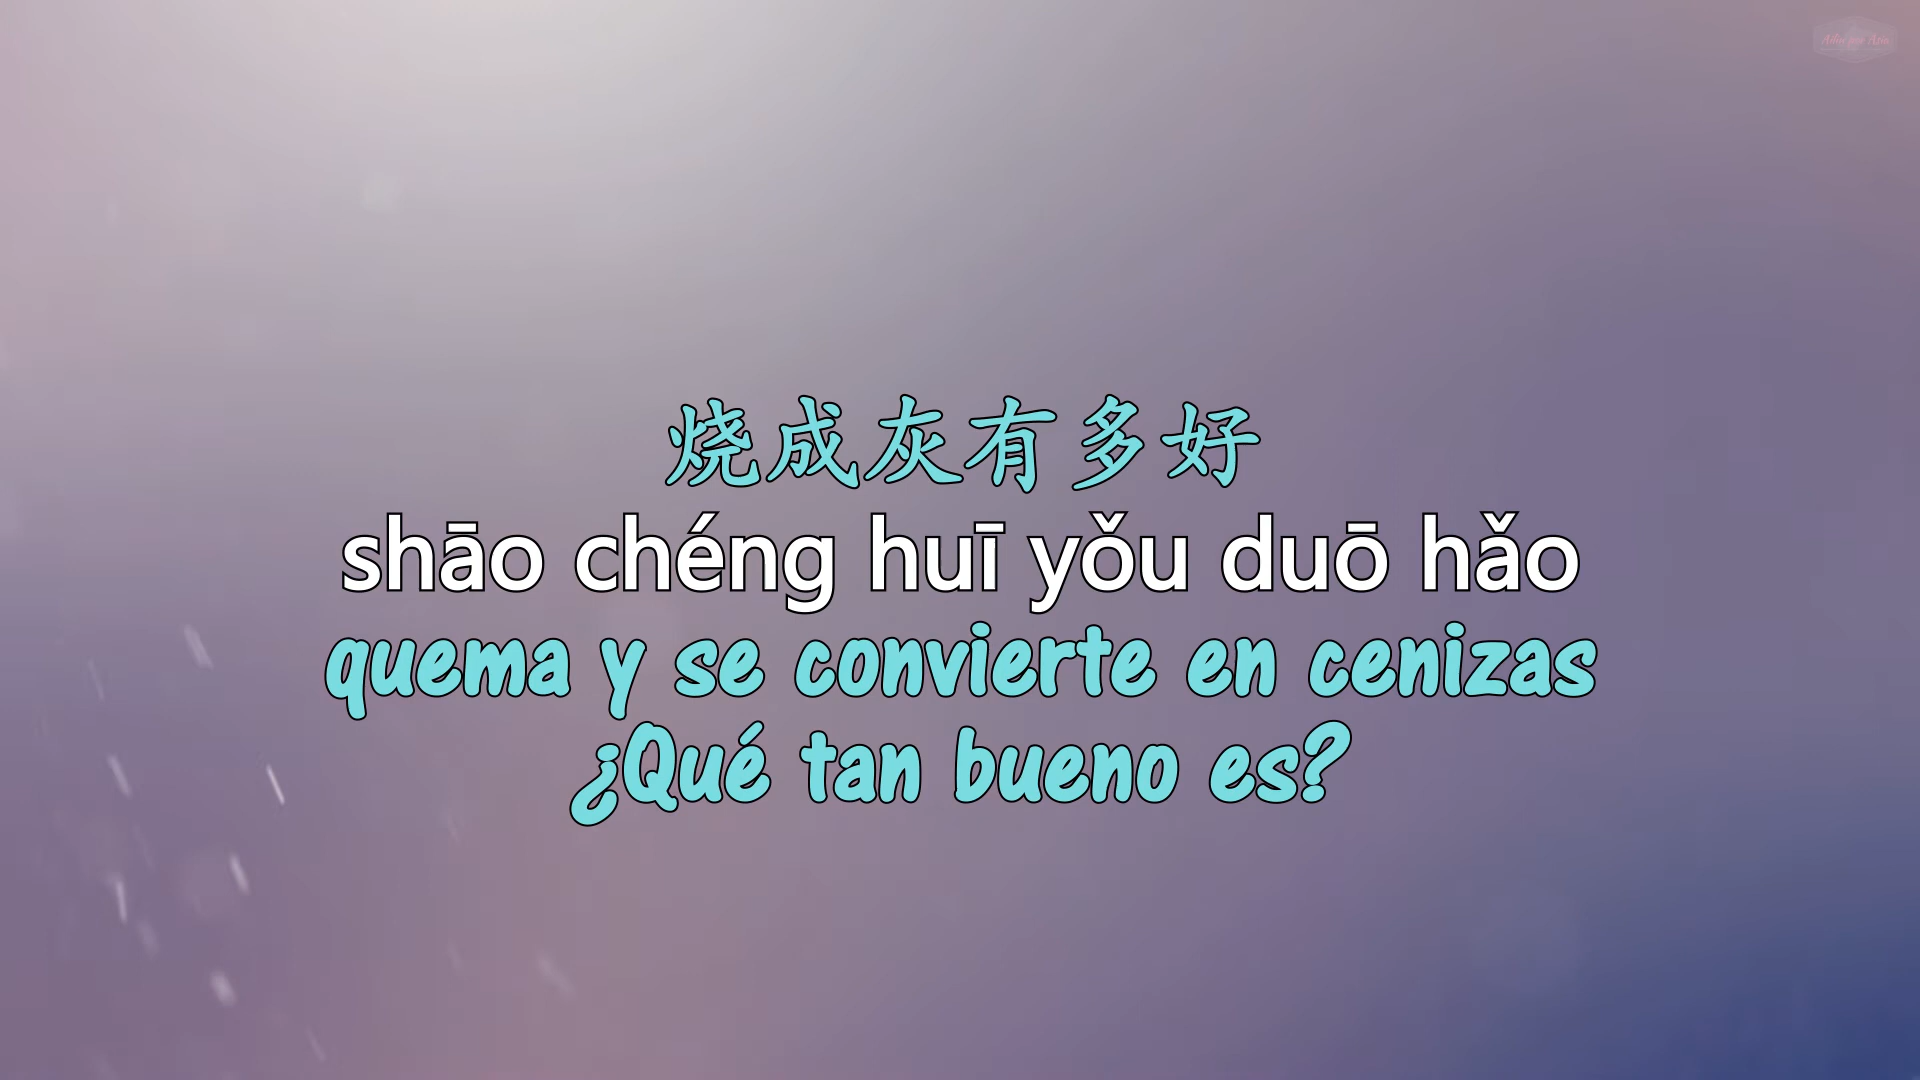 烧成灰有多好
shāo chéng huī yǒu duō hǎo
quema y se convierte en cenizas
¿Qué tan bueno es?